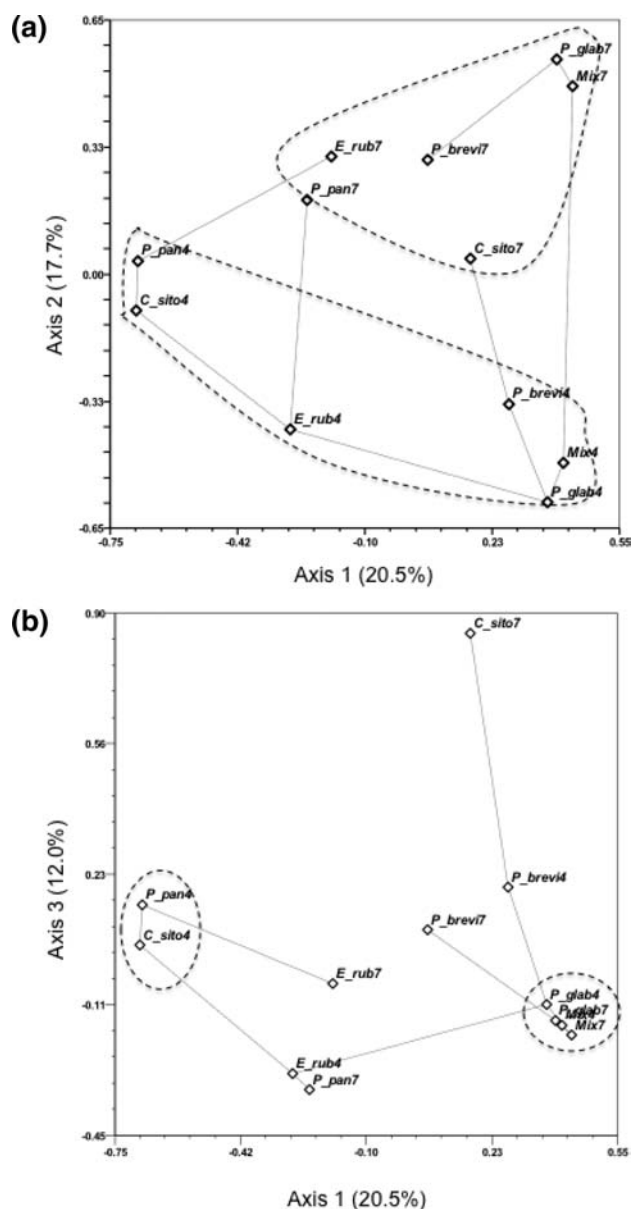 (a)
0.65
P_glab7
Mix7
0.33
E_rub7
P_brevi7
P_pan7
P_pan4
C_sito7
0.00
C_sito4
P_brevi4
-0.33
E_rub4
Mix4
P_glab4
-0.65
-0.75
-0.42
-0.10
0.23
0.55
Axis 2 (17.7%)
Axis 1 (20.5%)
(b)
0.90
C_sito7
0.56
0.23
P_pan4
P_brevi4
C_sito4
P_brevi7
E_rub7
-0.11
P_glab4
P_glab7
Mix4
Mix7
E_rub4
P_pan7
-0.45
-0.75
-0.42
-0.10
0.23
0.55
Axis 3 (12.0%)
Axis 1 (20.5%)